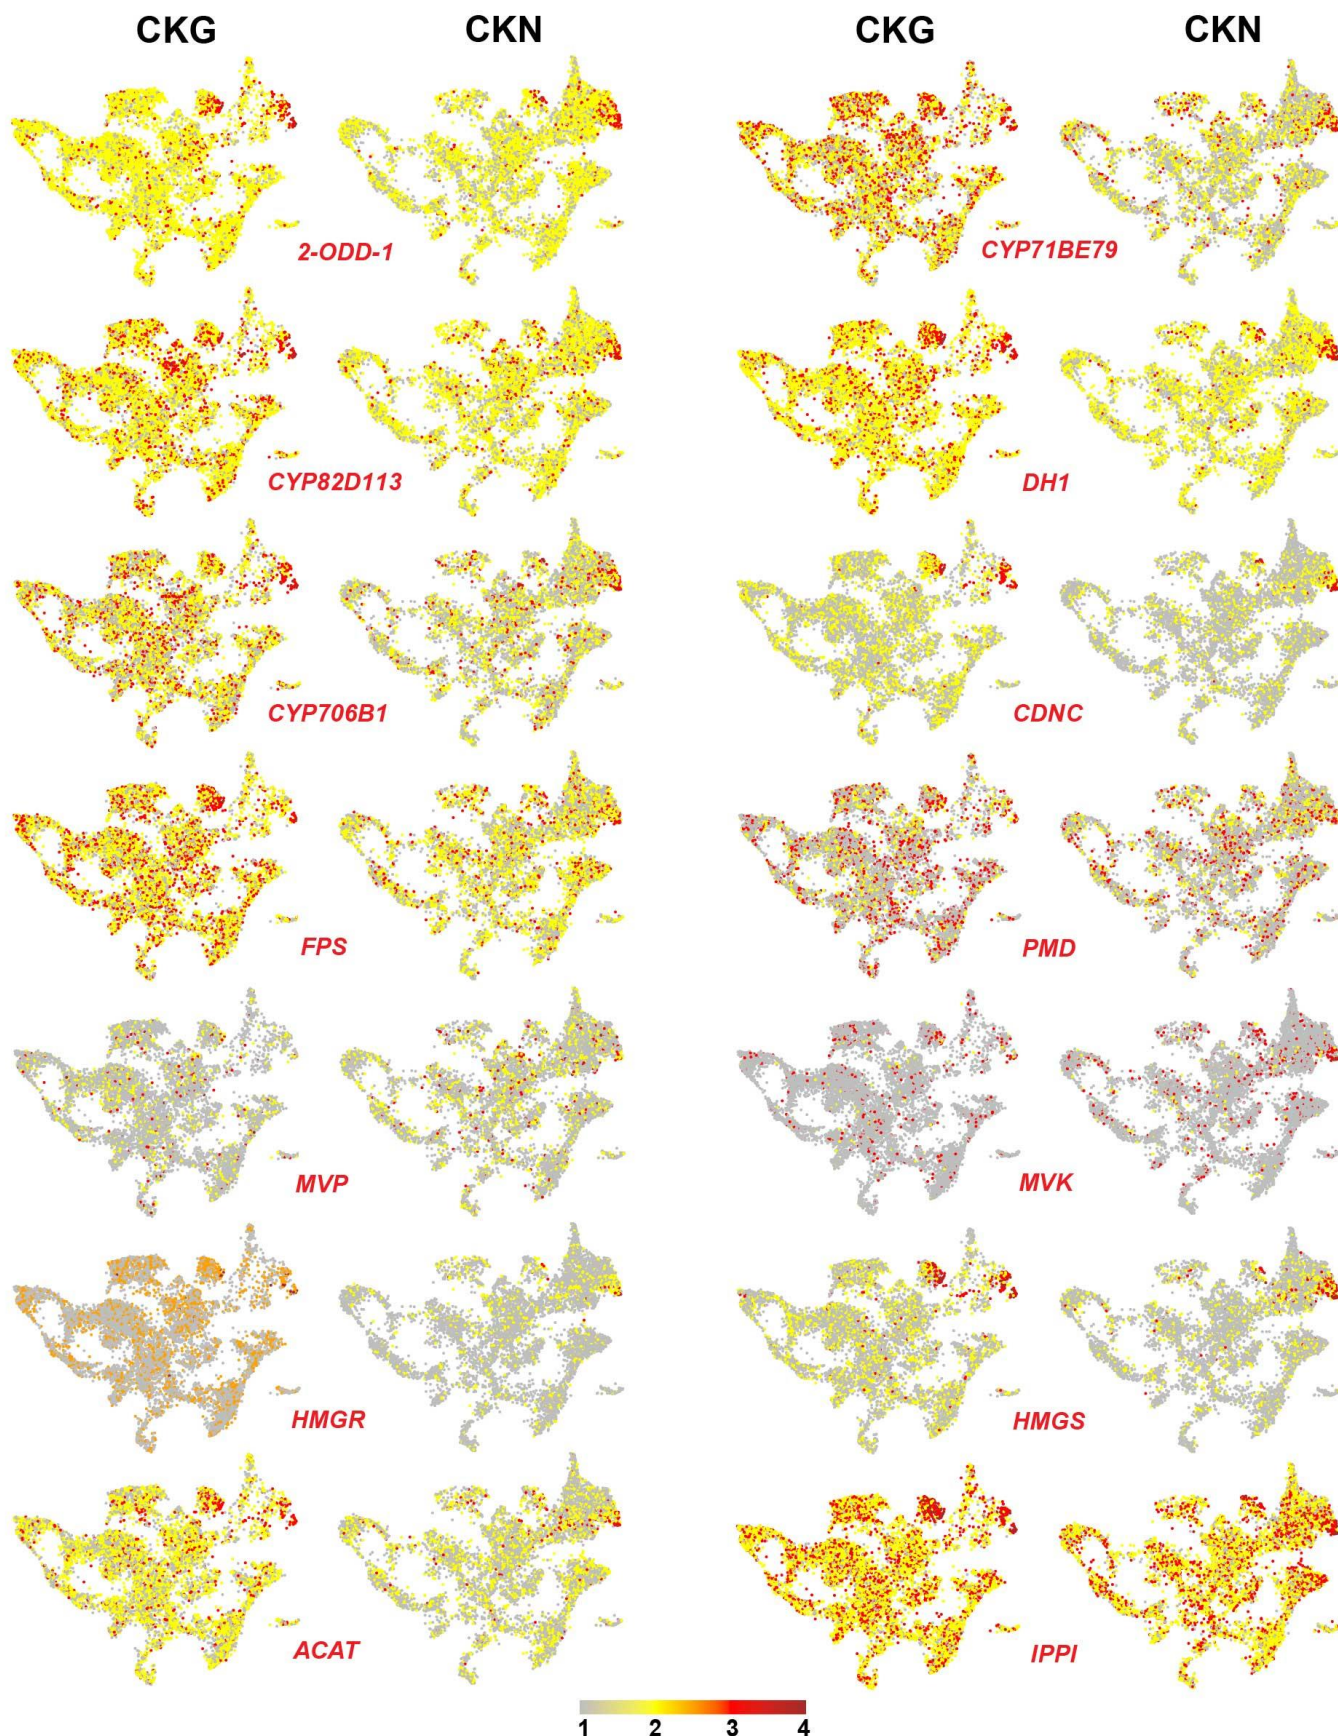 CKG CKN CKG CKN
2-ODD-1 CYP71BE79
CYP82D113 DH1
CYP706B1 CDNC
FPS PMD
MVP MVK
HMGR HMGS
ACAT IPPI
1 2 3 4